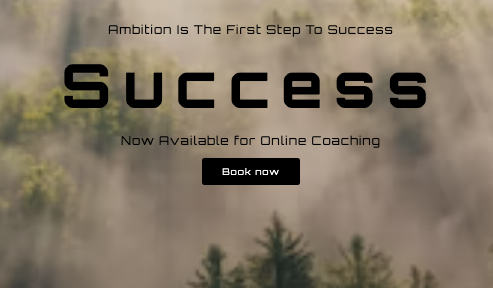 Ambition Is The First Step To Success
Success
Now Available for Online Coaching
Book now